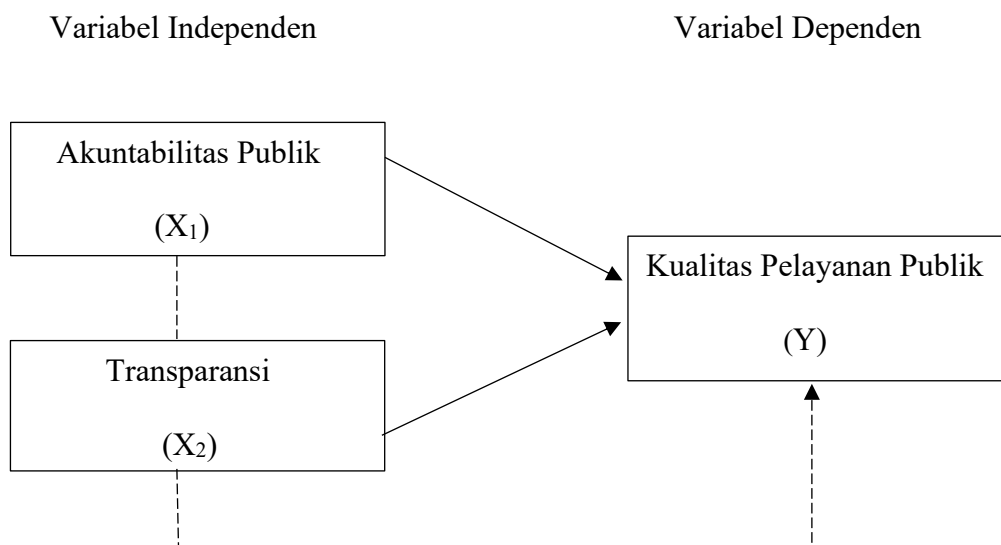 Variabel Independen
Variabel Dependen
Akuntabilitas Publik
(X₁)
Kualitas Pelayanan Publik
(Y)
Transparansi
(X₂)